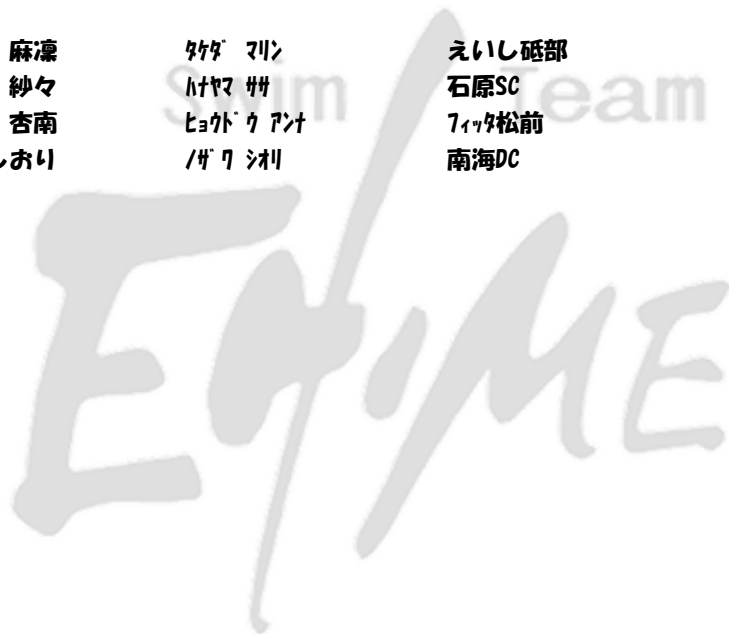 麻凜 ﾀｹﾀﾞ ﾏﾘﾝ えいし砥部
紗々 ﾊﾅﾔﾏ ｻｻ 石原SC
杏南 ﾋｮｳﾄﾞｳ ｱﾝﾅ ﾌｨｯﾀ松前
しおり ﾉｻﾞﾜ ｼｵﾘ 南海DC
Swim Team
EHIME